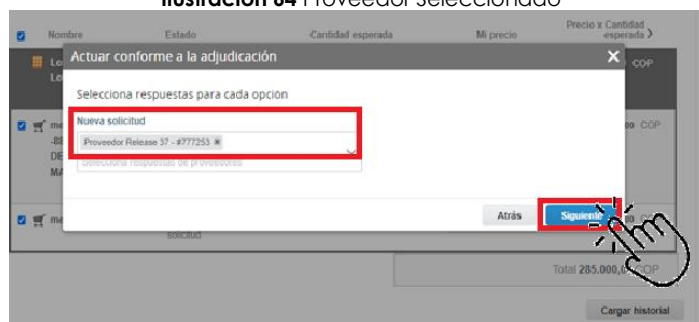 Ilustración 84 Proveedor Seleccionado
Nombre Estado Cantidad esperada Mi precio Precio x Cantidad esperada >
Actuar conforme a la adjudicación X
COP
Selecciona respuestas para cada opción
Nueva solicitud
Proveedor Release 37 - #777253 ×
Selecciona respuestas de proveedores
COP
Atrás Siguiente
solicitud
Total 285.000,0 COP
Cargar historial